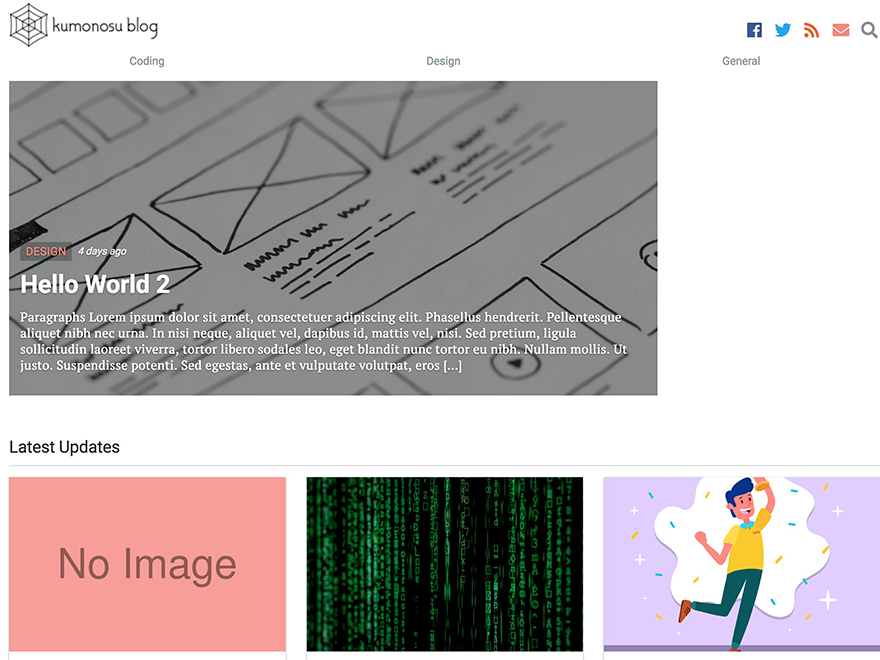 kumonosu blog
Coding Design General
DESIGN 4 days ago
Hello World 2
Paragraphs Lorem ipsum dolor sit amet, consectetuer adipiscing elit. Phasellus hendrerit. Pellentesque
aliquet nibh nec urna. In nisi neque, aliquet vel, dapibus id, mattis vel, nisi. Sed pretium, ligula
sollicitudin laoreet viverra, tortor libero sodales leo, eget blandit nunc tortor eu nibh. Nullam mollis. Ut
justo. Suspendisse potenti. Sed egestas, ante et vulputate volutpat, eros [...]
Latest Updates
No Image